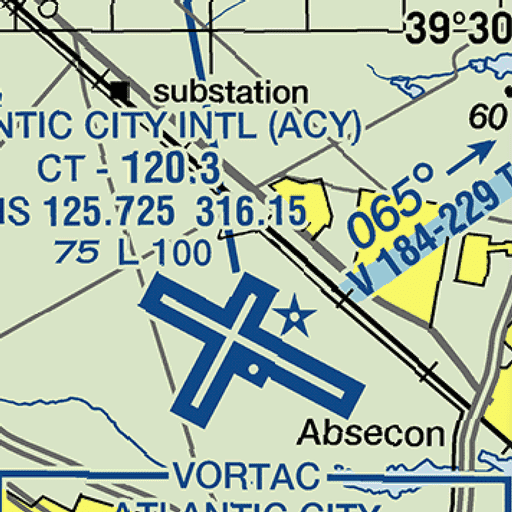 39°30
substation
60
NTIC CITY INTL (ACY)
CT - 120.3
IS 125.725 316.15
065°
V 184-229
75 L 100
Absecon
VORTAC
ATLANTIC CITY